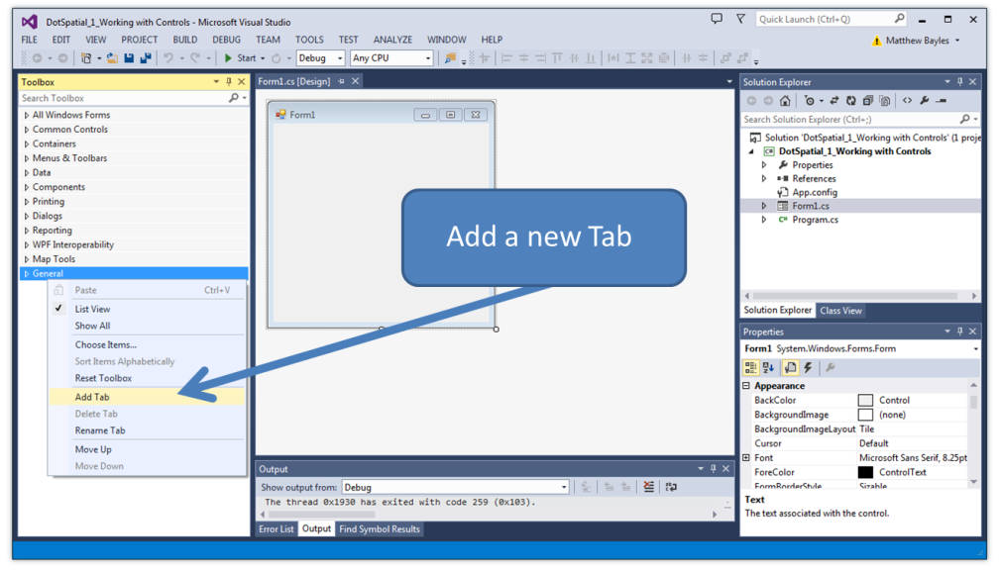 DotSpatial_1_Working with Controls - Microsoft Visual Studio
Quick Launch (Ctrl+Q)
FILE EDIT VIEW PROJECT BUILD DEBUG TEAM TOOLS TEST ANALYZE WINDOW HELP
Matthew Bayles
Start Debug Any CPU
Toolbox
Search Toolbox
All Windows Forms
Common Controls
Containers
Menus & Toolbars
Data
Components
Printing
Dialogs
Reporting
WPF Interoperability
Map Tools
General
Paste Ctrl+V
List View
Show All
Choose Items...
Sort Items Alphabetically
Reset Toolbox
Add Tab
Delete Tab
Rename Tab
Move Up
Move Down
Form1.cs [Design]
Form1
Add a new Tab
Output
Show output from: Debug
The thread 0x1930 has exited with code 259 (0x103).
Error List Output Find Symbol Results
Solution Explorer
Search Solution Explorer (Ctrl+;)
Solution 'DotSpatial_1_Working with Controls' (1 proje
C# DotSpatial_1_Working with Controls
Properties
References
App.config
Form1.cs
C# Program.cs
Solution Explorer Class View
Properties
Form1 System.Windows.Forms.Form
Appearance
BackColor Control
BackgroundImage (none)
BackgroundImageLayout Tile
Cursor Default
Font Microsoft Sans Serif, 8.25pt
ForeColor ControlText
FormBorderStyle Sizable
Text
The text associated with the control.